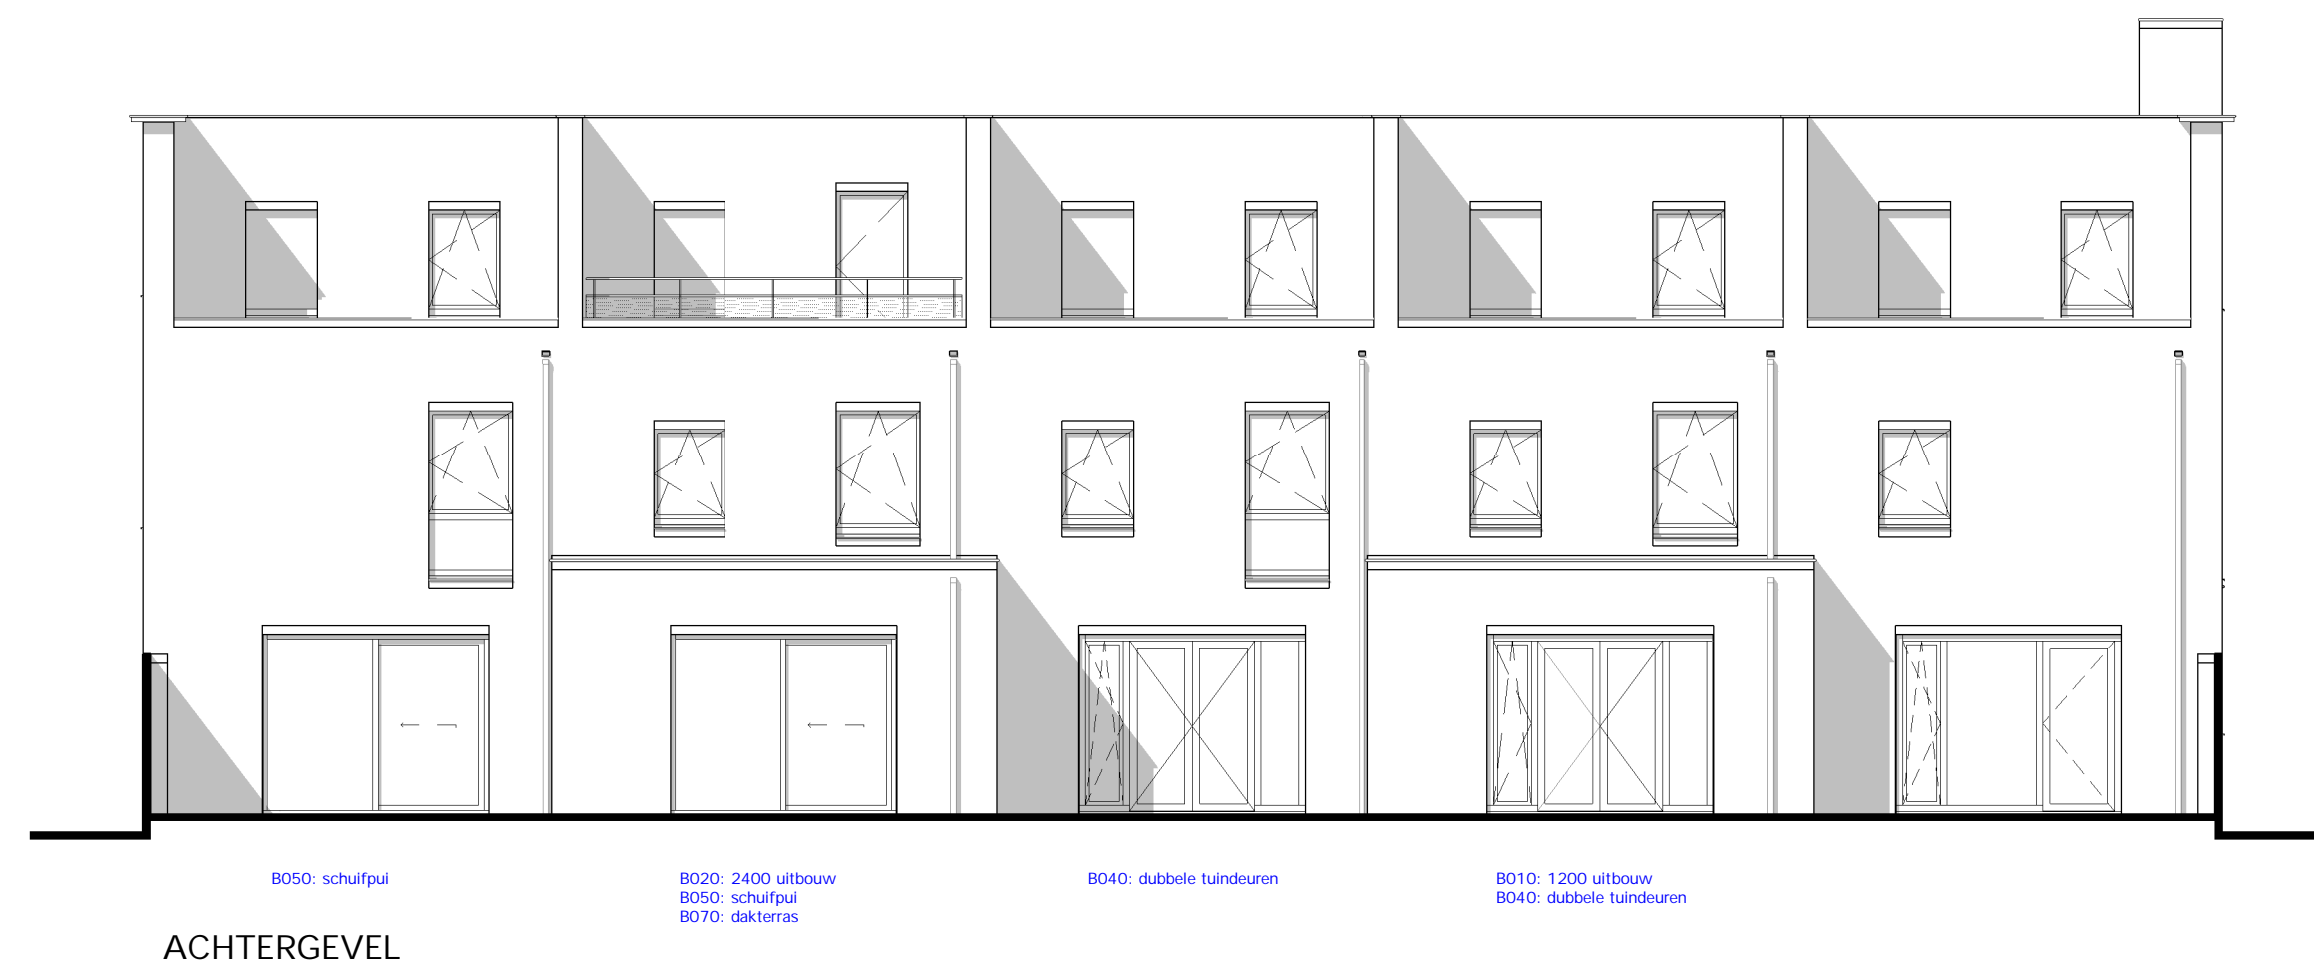 B050: schuifpui
B020: 2400 uitbouw
B050: schuifpui
B070: dakterras
B040: dubbele tuindeuren
B010: 1200 uitbouw
B040: dubbele tuindeuren
ACHTERGEVEL